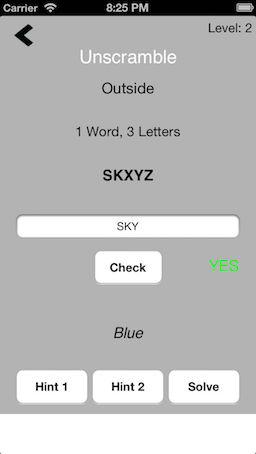 Carrier 8:25 PM
Level: 2
Unscramble
Outside
1 Word, 3 Letters
SKXYZ
SKY
Check YES
Blue
Hint 1 Hint 2 Solve